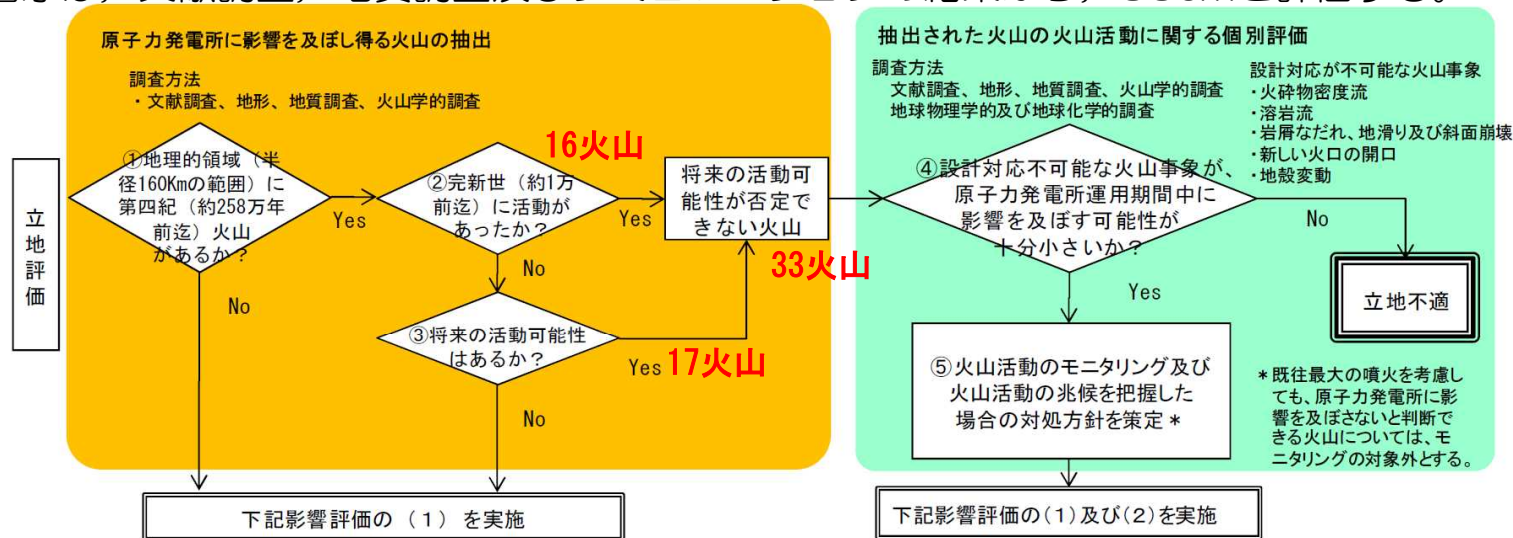 原子力発電所に影響を及ぼし得る火山の抽出
調査方法
・文献調査、地形、地質調査、火山学的調査
立地評価
①地理的領域（半
径160Kmの範囲）に
第四紀（約258万年
前迄）火山
があるか？
Yes
No
②完新世（約1万
前迄）に活動が
あったか？
16火山
Yes
No
③将来の活動可能性
はあるか？
Yes
17火山
No
将来の活動可
能性が否定で
きない火山
33火山
下記影響評価の（1）を実施
抽出された火山の火山活動に関する個別評価
調査方法
文献調査、地形、地質調査、火山学的調査
地球物理学的及び地球化学的調査
設計対応が不可能な火山事象
・火砕物密度流
・溶岩流
・岩屑なだれ、地滑り及び斜面崩壊
・新しい火口の開口
・地殻変動
④設計対応不可能な火山事象が、
原子力発電所運用期間中に
影響を及ぼす可能性が
十分小さいか？
No
Yes
立地不適
⑤火山活動のモニタリング及び
火山活動の兆候を把握した
場合の対処方針を策定＊
＊既往最大の噴火を考慮し
ても、原子力発電所に影
響を及ぼさないと判断で
きる火山については、モ
ニタリングの対象外とする。
下記影響評価の(1)及び(2)を実施